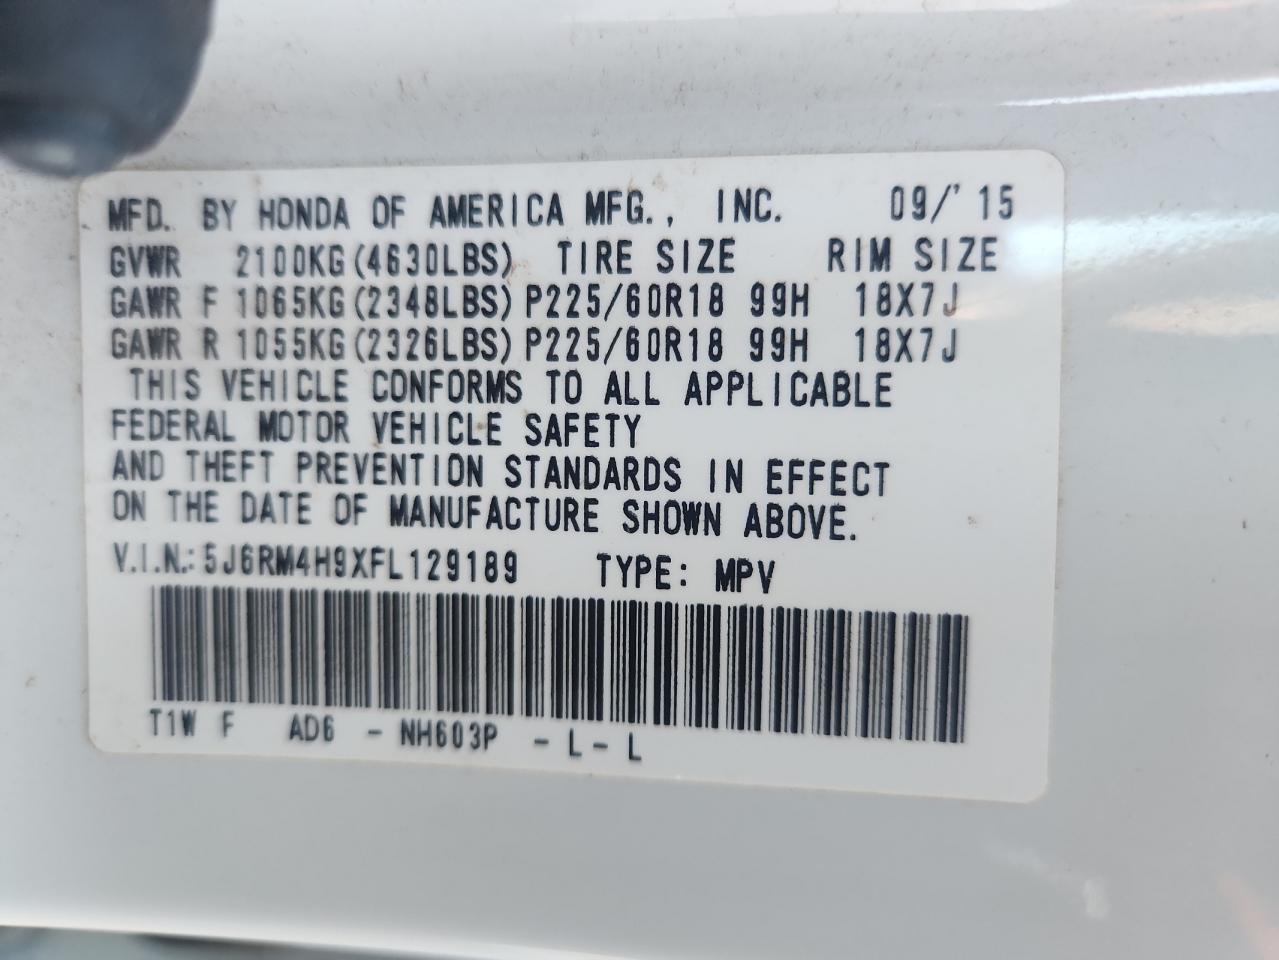 MFD. BY HONDA OF AMERICA MFG., INC. 09/'15
GVWR 2100KG(4630LBS) TIRE SIZE RIM SIZE
GAWR F 1065KG(2348LBS) P225/60R18 99H 18X7J
GAWR R 1055KG(2326LBS) P225/60R18 99H 18X7J
THIS VEHICLE CONFORMS TO ALL APPLICABLE
FEDERAL MOTOR VEHICLE SAFETY
AND THEFT PREVENTION STANDARDS IN EFFECT
ON THE DATE OF MANUFACTURE SHOWN ABOVE.
V.I.N.: 5J6RM4H9XFL129189 TYPE: MPV
T1W F AD6 - NH603P - L - L